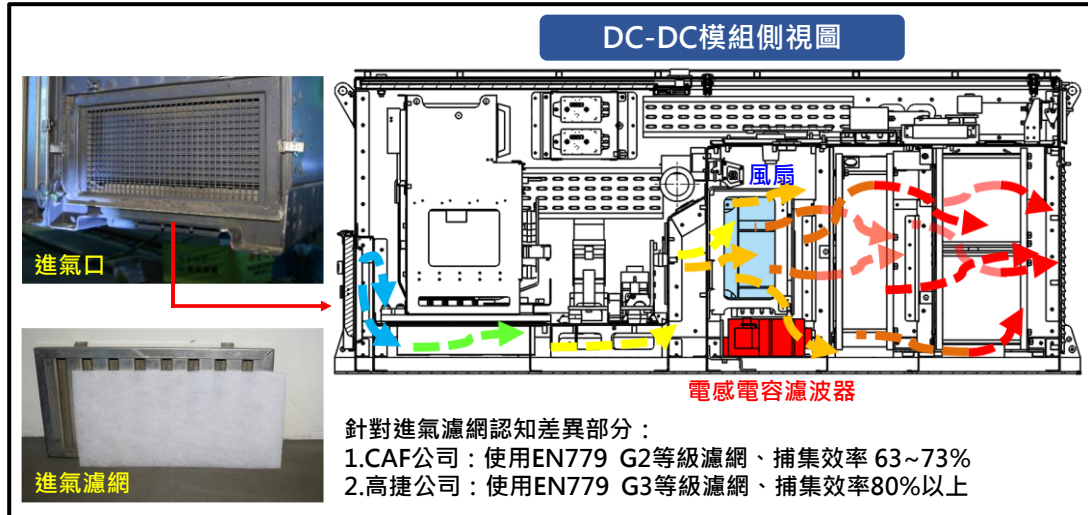 DC-DC模組側視圖
進氣口
風扇
電感電容濾波器
進氣濾網
針對進氣濾網認知差異部分：
1.CAF公司：使用EN779 G2等級濾網、捕集效率 63~73%
2.高捷公司：使用EN779 G3等級濾網、捕集效率80%以上